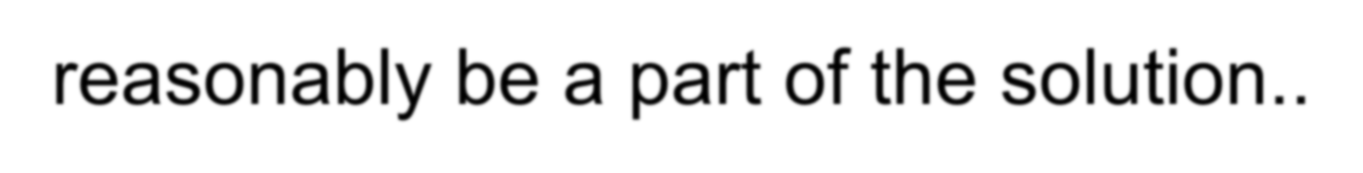 reasonably be a part of the solution..